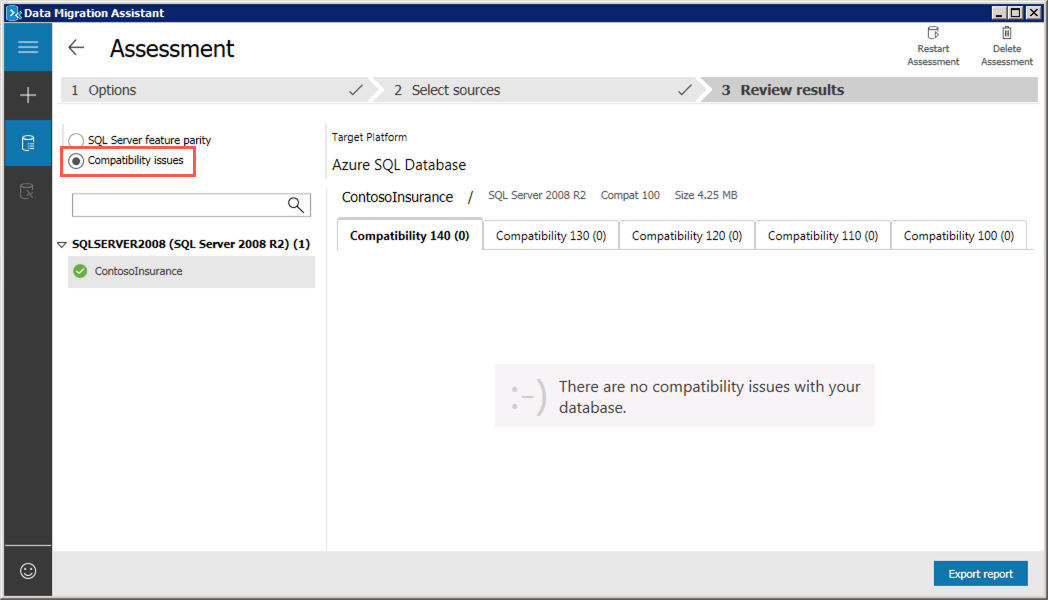 Data Migration Assistant
Assessment
Restart
Assessment
Delete
Assessment
1 Options
2 Select sources
3 Review results
SQL Server feature parity
Compatibility issues
SQLSERVER2008 (SQL Server 2008 R2) (1)
ContosoInsurance
Target Platform
Azure SQL Database
ContosoInsurance / SQL Server 2008 R2 Compat 100 Size 4.25 MB
Compatibility 140 (0) Compatibility 130 (0) Compatibility 120 (0) Compatibility 110 (0) Compatibility 100 (0)
:-)
There are no compatibility issues with your
database.
Export report